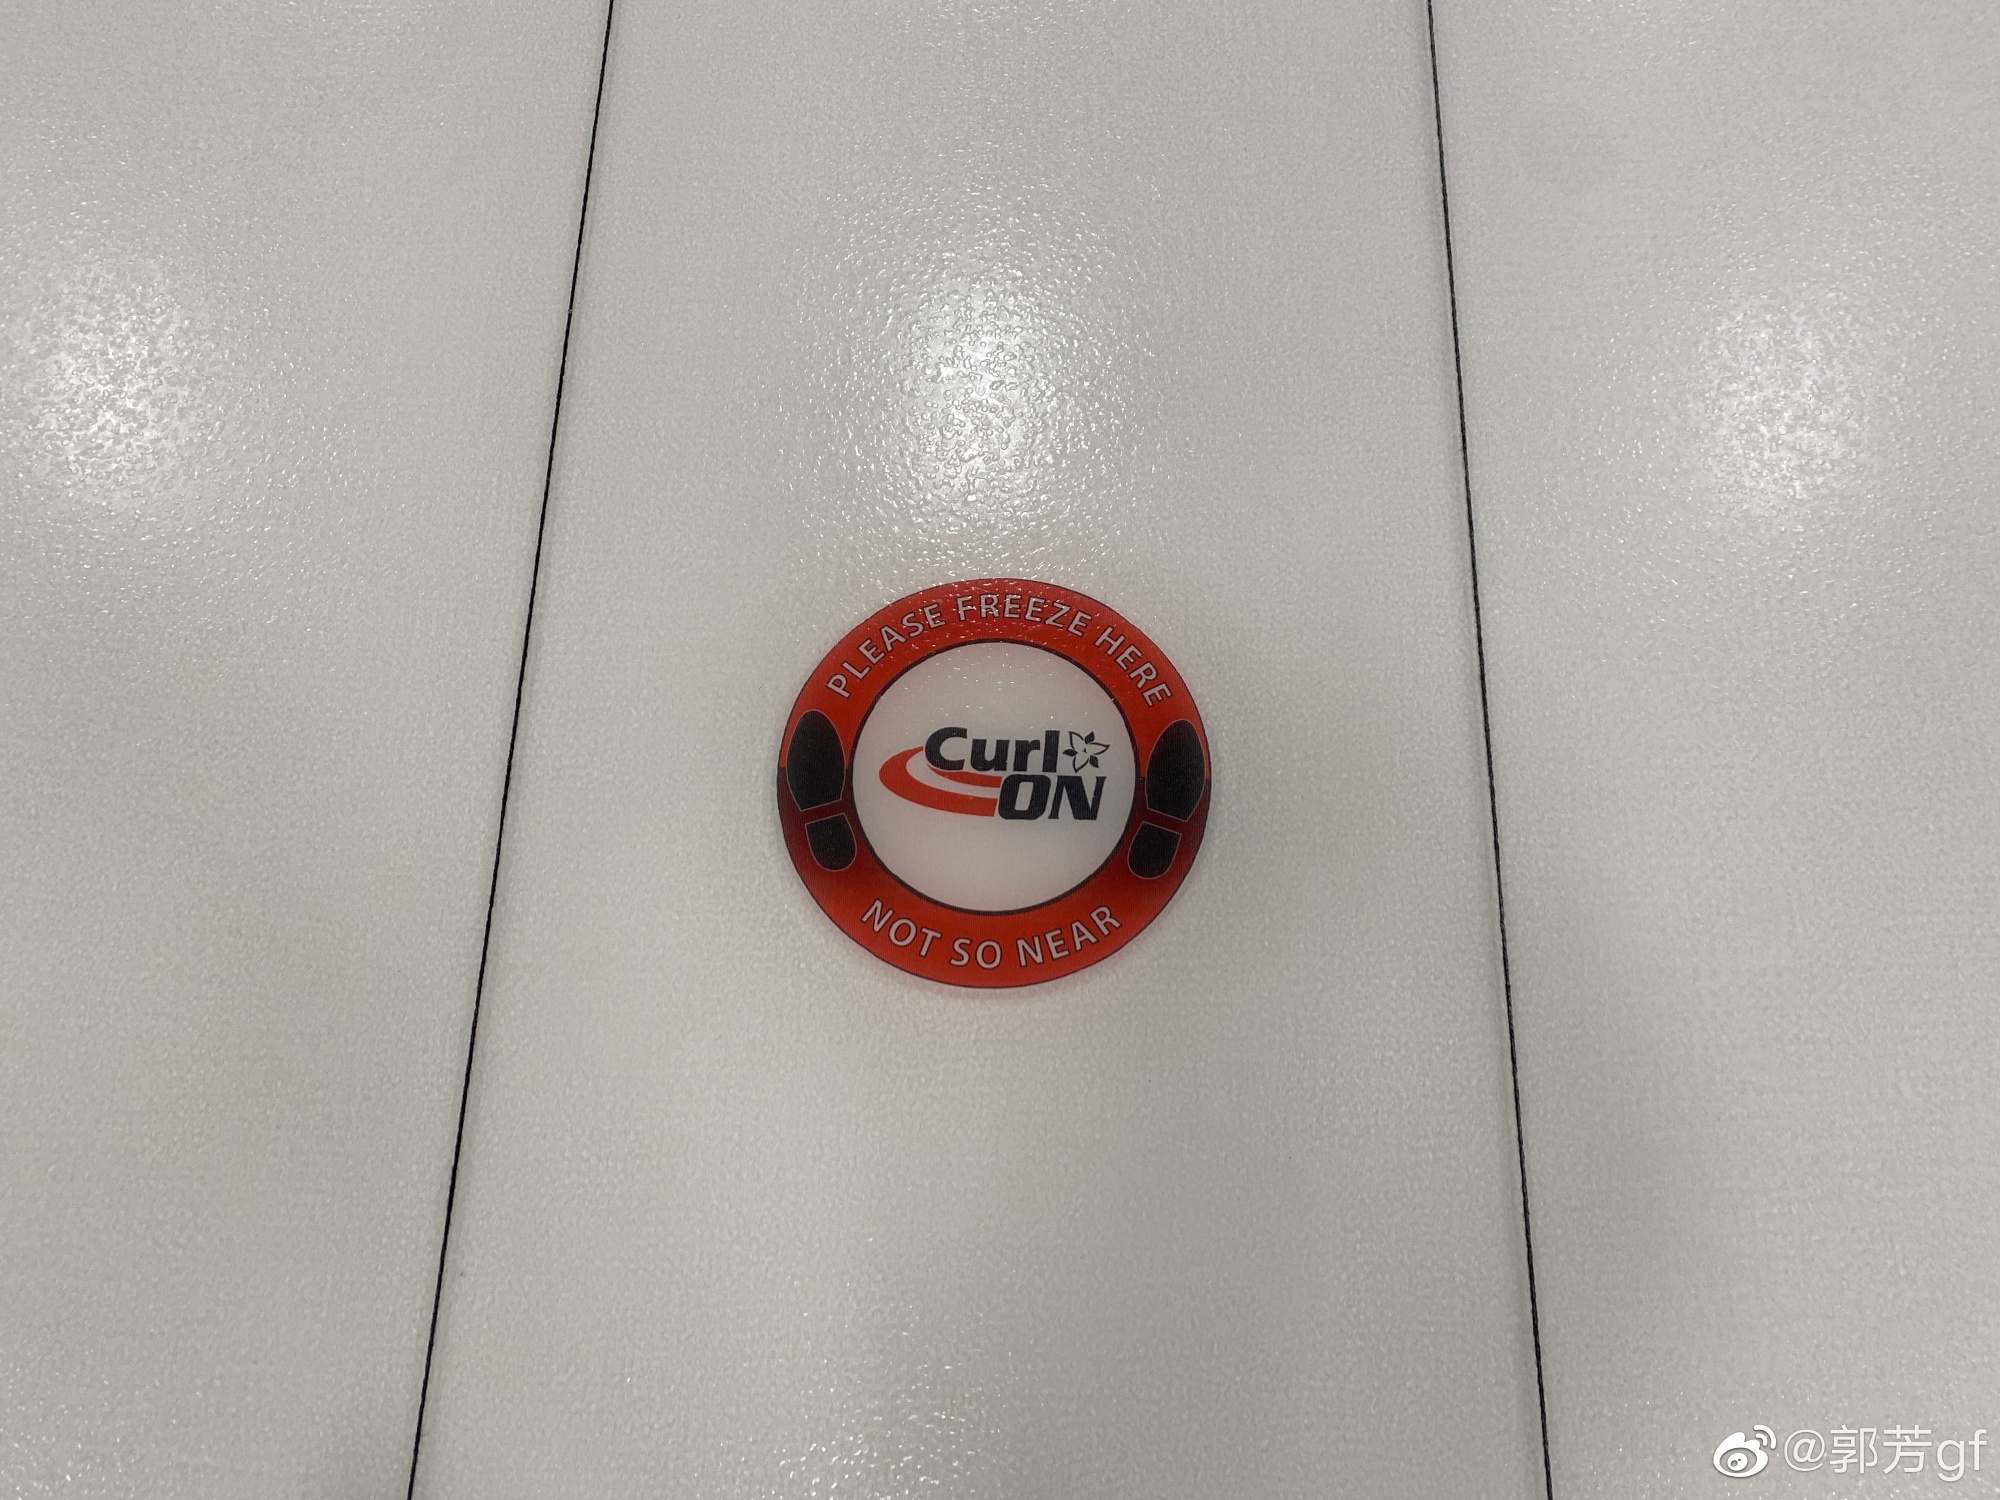 PLEASE FREEZE HERE
Curl
ON
NOT SO NEAR
@郭芳gf